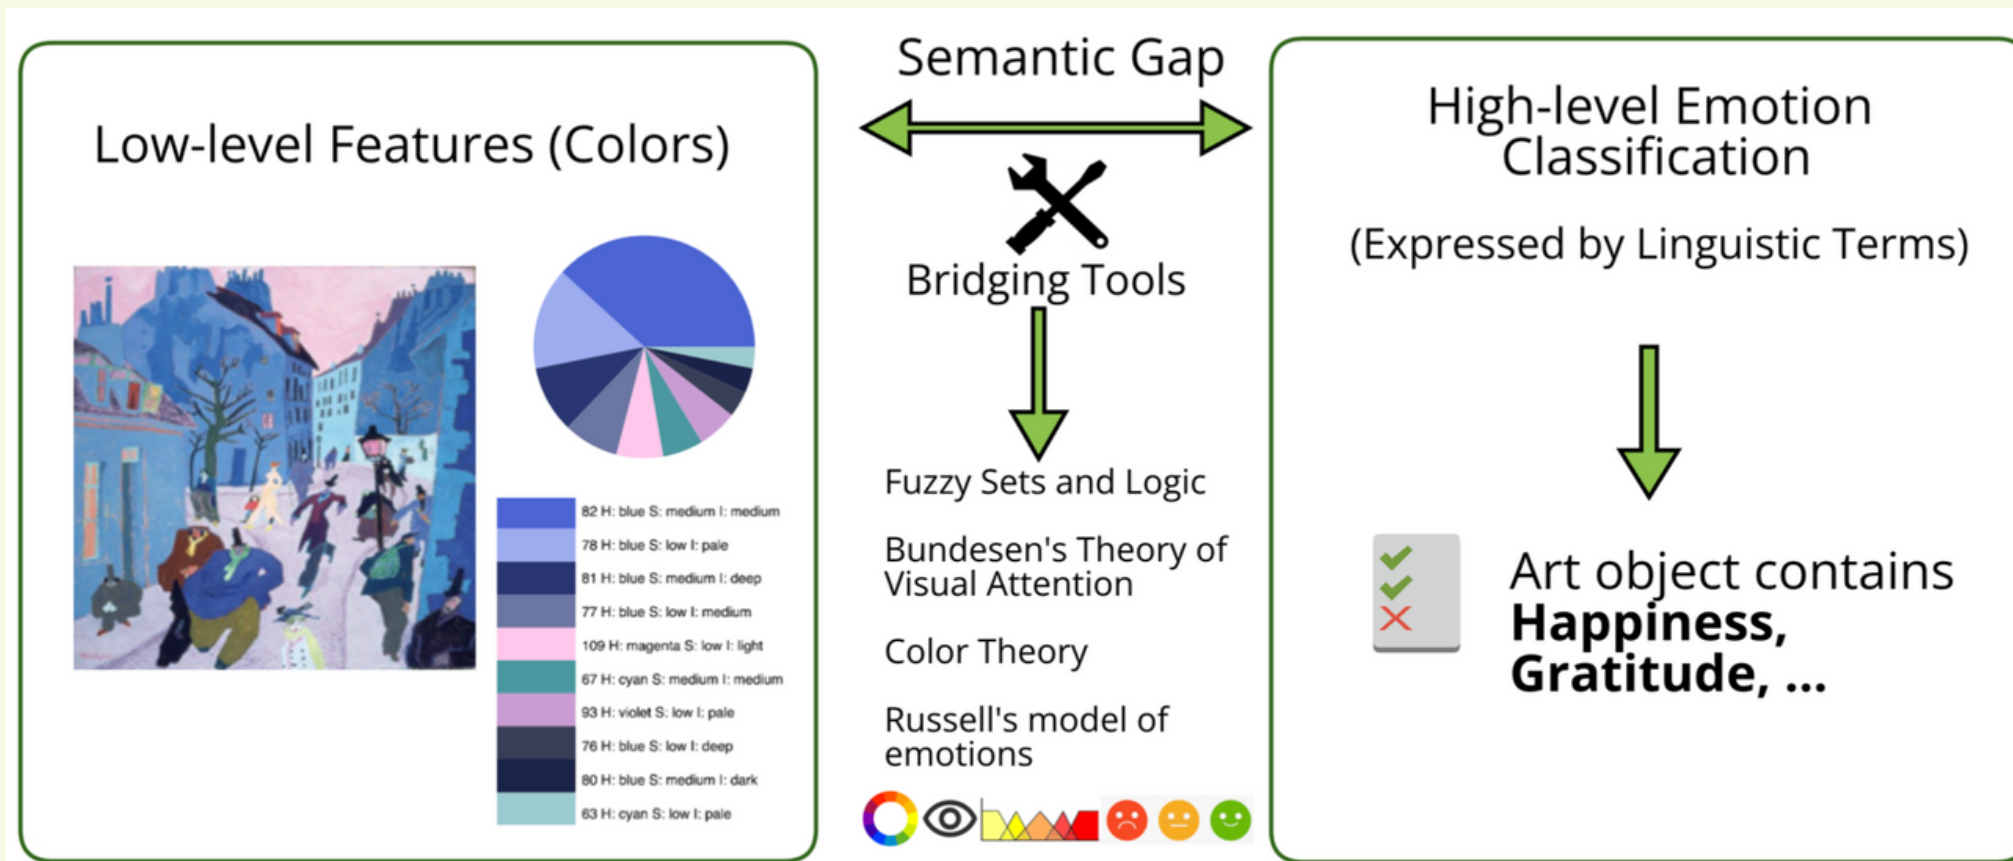 Low-level Features (Colors)
82 H: blue S: medium I: medium
78 H: blue S: low I: pale
81 H: blue S: medium I: deep
77 H: blue S: low I: medium
109 H: magenta S: low I: light
67 H: cyan S: medium I: medium
93 H: violet S: low I: pale
76 H: blue S: low I: deep
80 H: blue S: medium I: dark
63 H: cyan S: low I: pale
Semantic Gap
Bridging Tools
Fuzzy Sets and Logic
Bundesen's Theory of
Visual Attention
Color Theory
Russell's model of
emotions
High-level Emotion
Classification
(Expressed by Linguistic Terms)
Art object contains
Happiness,
Gratitude, ...